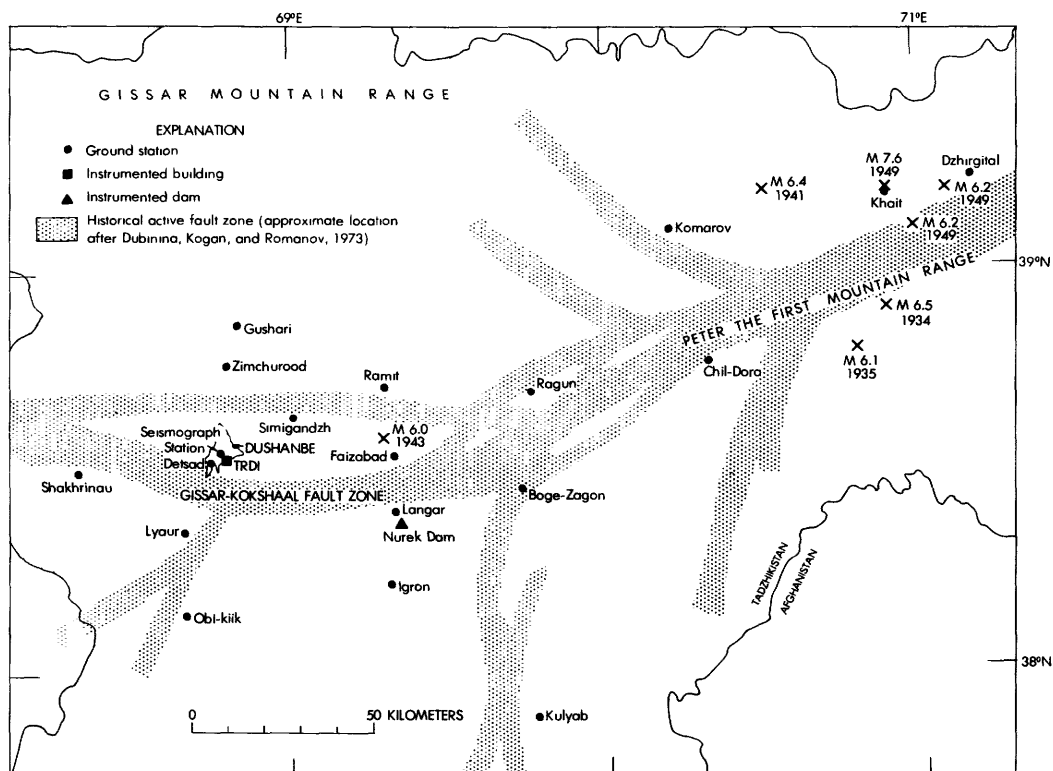 69°E
71°E
GISSAR MOUNTAIN RANGE
EXPLANATION
Ground station
Instrumented building
Instrumented dam
Historical active fault zone (approximate location
after Dubinina, Kogan, and Romanov, 1973)
M 6.4
1941
M 7.6
1949
Khait
Dzhirgital
M 6.2
1949
M 6.2
1949
Komarov
39°N
PETER THE FIRST MOUNTAIN RANGE
M 6.5
1934
M 6.1
1935
Chil-Dora
Gushari
Zimchurood
Ramit
Ragun
Simigandzh
M 6.0
1943
Seismograph
Station
DUSHANBE
Detsad
TRDI
Faizabad
Shakhrinau
GISSAR-KOKSHAAL FAULT ZONE
Boge-Zagon
Langar
Nurek Dam
Lyaur
Igron
Obi-kiik
TADZHIKISTAN
AFGHANISTAN
38°N
0 50 KILOMETERS
Kulyab